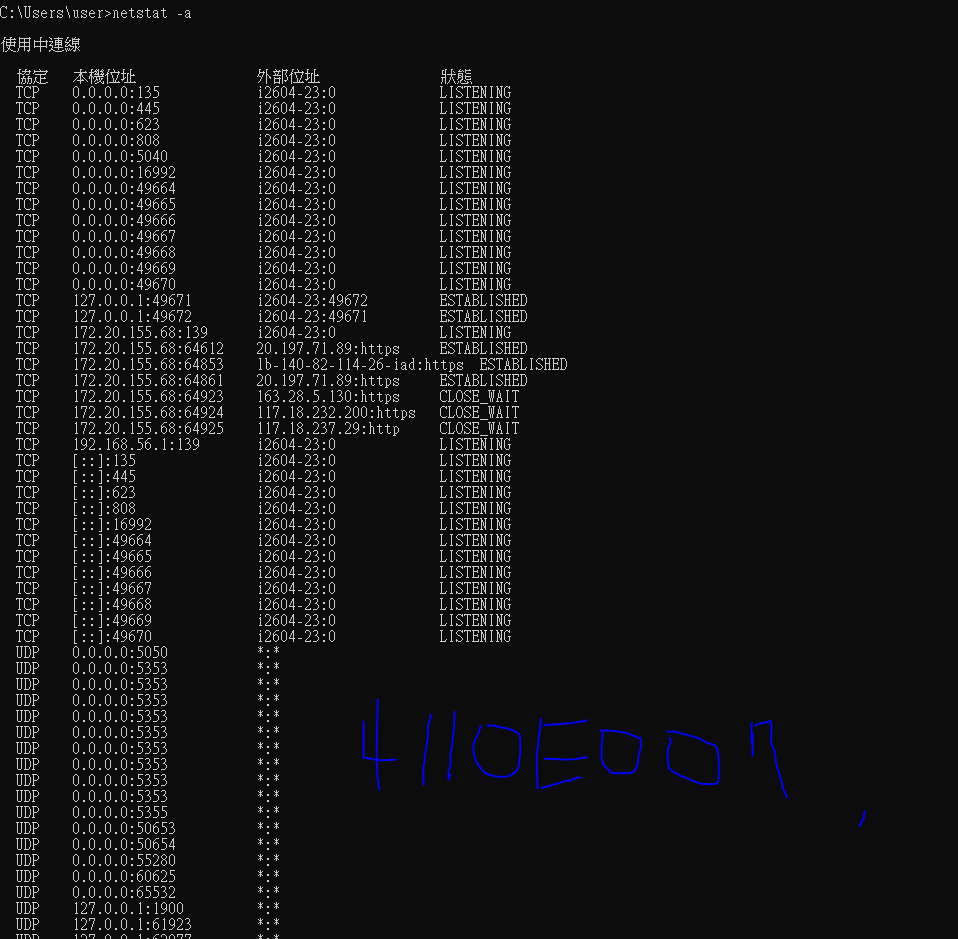 C:\Users\user>netstat -a
使用中連線
協定 本機位址 外部位址 狀態
TCP 0.0.0.0:135 i2604-23:0 LISTENING
TCP 0.0.0.0:445 i2604-23:0 LISTENING
TCP 0.0.0.0:623 i2604-23:0 LISTENING
TCP 0.0.0.0:808 i2604-23:0 LISTENING
TCP 0.0.0.0:5040 i2604-23:0 LISTENING
TCP 0.0.0.0:16992 i2604-23:0 LISTENING
TCP 0.0.0.0:49664 i2604-23:0 LISTENING
TCP 0.0.0.0:49665 i2604-23:0 LISTENING
TCP 0.0.0.0:49666 i2604-23:0 LISTENING
TCP 0.0.0.0:49667 i2604-23:0 LISTENING
TCP 0.0.0.0:49668 i2604-23:0 LISTENING
TCP 0.0.0.0:49669 i2604-23:0 LISTENING
TCP 0.0.0.0:49670 i2604-23:0 LISTENING
TCP 127.0.0.1:49671 i2604-23:49672 ESTABLISHED
TCP 127.0.0.1:49672 i2604-23:49671 ESTABLISHED
TCP 172.20.155.68:139 i2604-23:0 LISTENING
TCP 172.20.155.68:64612 20.197.71.89:https ESTABLISHED
TCP 172.20.155.68:64853 lb-140-82-114-26-iad:https ESTABLISHED
TCP 172.20.155.68:64861 20.197.71.89:https ESTABLISHED
TCP 172.20.155.68:64923 163.28.5.130:https CLOSE_WAIT
TCP 172.20.155.68:64924 117.18.232.200:https CLOSE_WAIT
TCP 172.20.155.68:64925 117.18.237.29:http CLOSE_WAIT
TCP 192.168.56.1:139 i2604-23:0 LISTENING
TCP [::]:135 i2604-23:0 LISTENING
TCP [::]:445 i2604-23:0 LISTENING
TCP [::]:623 i2604-23:0 LISTENING
TCP [::]:808 i2604-23:0 LISTENING
TCP [::]:16992 i2604-23:0 LISTENING
TCP [::]:49664 i2604-23:0 LISTENING
TCP [::]:49665 i2604-23:0 LISTENING
TCP [::]:49666 i2604-23:0 LISTENING
TCP [::]:49667 i2604-23:0 LISTENING
TCP [::]:49668 i2604-23:0 LISTENING
TCP [::]:49669 i2604-23:0 LISTENING
TCP [::]:49670 i2604-23:0 LISTENING
UDP 0.0.0.0:5050 *:*
UDP 0.0.0.0:5353 *:*
UDP 0.0.0.0:5353 *:*
UDP 0.0.0.0:5353 *:*
UDP 0.0.0.0:5353 *:*
UDP 0.0.0.0:5353 *:*
UDP 0.0.0.0:5353 *:*
UDP 0.0.0.0:5353 *:*
UDP 0.0.0.0:5353 *:*
UDP 0.0.0.0:5353 *:*
UDP 0.0.0.0:5355 *:*
UDP 0.0.0.0:50653 *:*
UDP 0.0.0.0:50654 *:*
UDP 0.0.0.0:55280 *:*
UDP 0.0.0.0:60625 *:*
UDP 0.0.0.0:65532 *:*
UDP 127.0.0.1:1900 *:*
UDP 127.0.0.1:61923 *:*
UDP 127.0.0.1:62077 *:*
4110E007